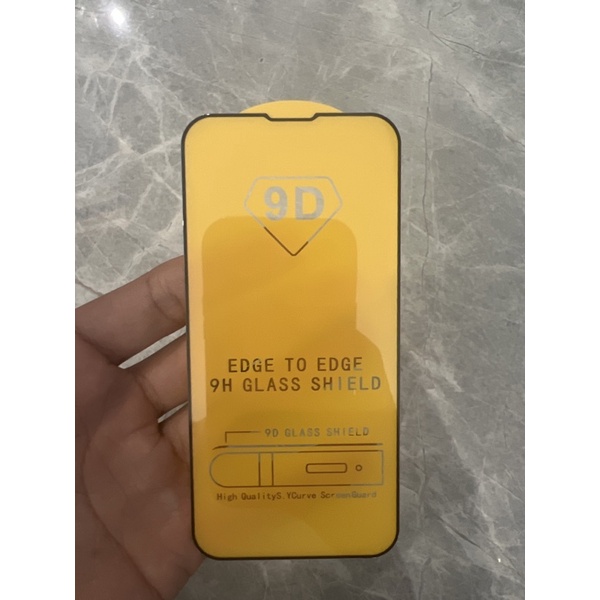 9D
EDGE TO EDGE
9H GLASS SHIELD
9D GLASS SHIELD
High QualityS.YCurve ScreenGuard